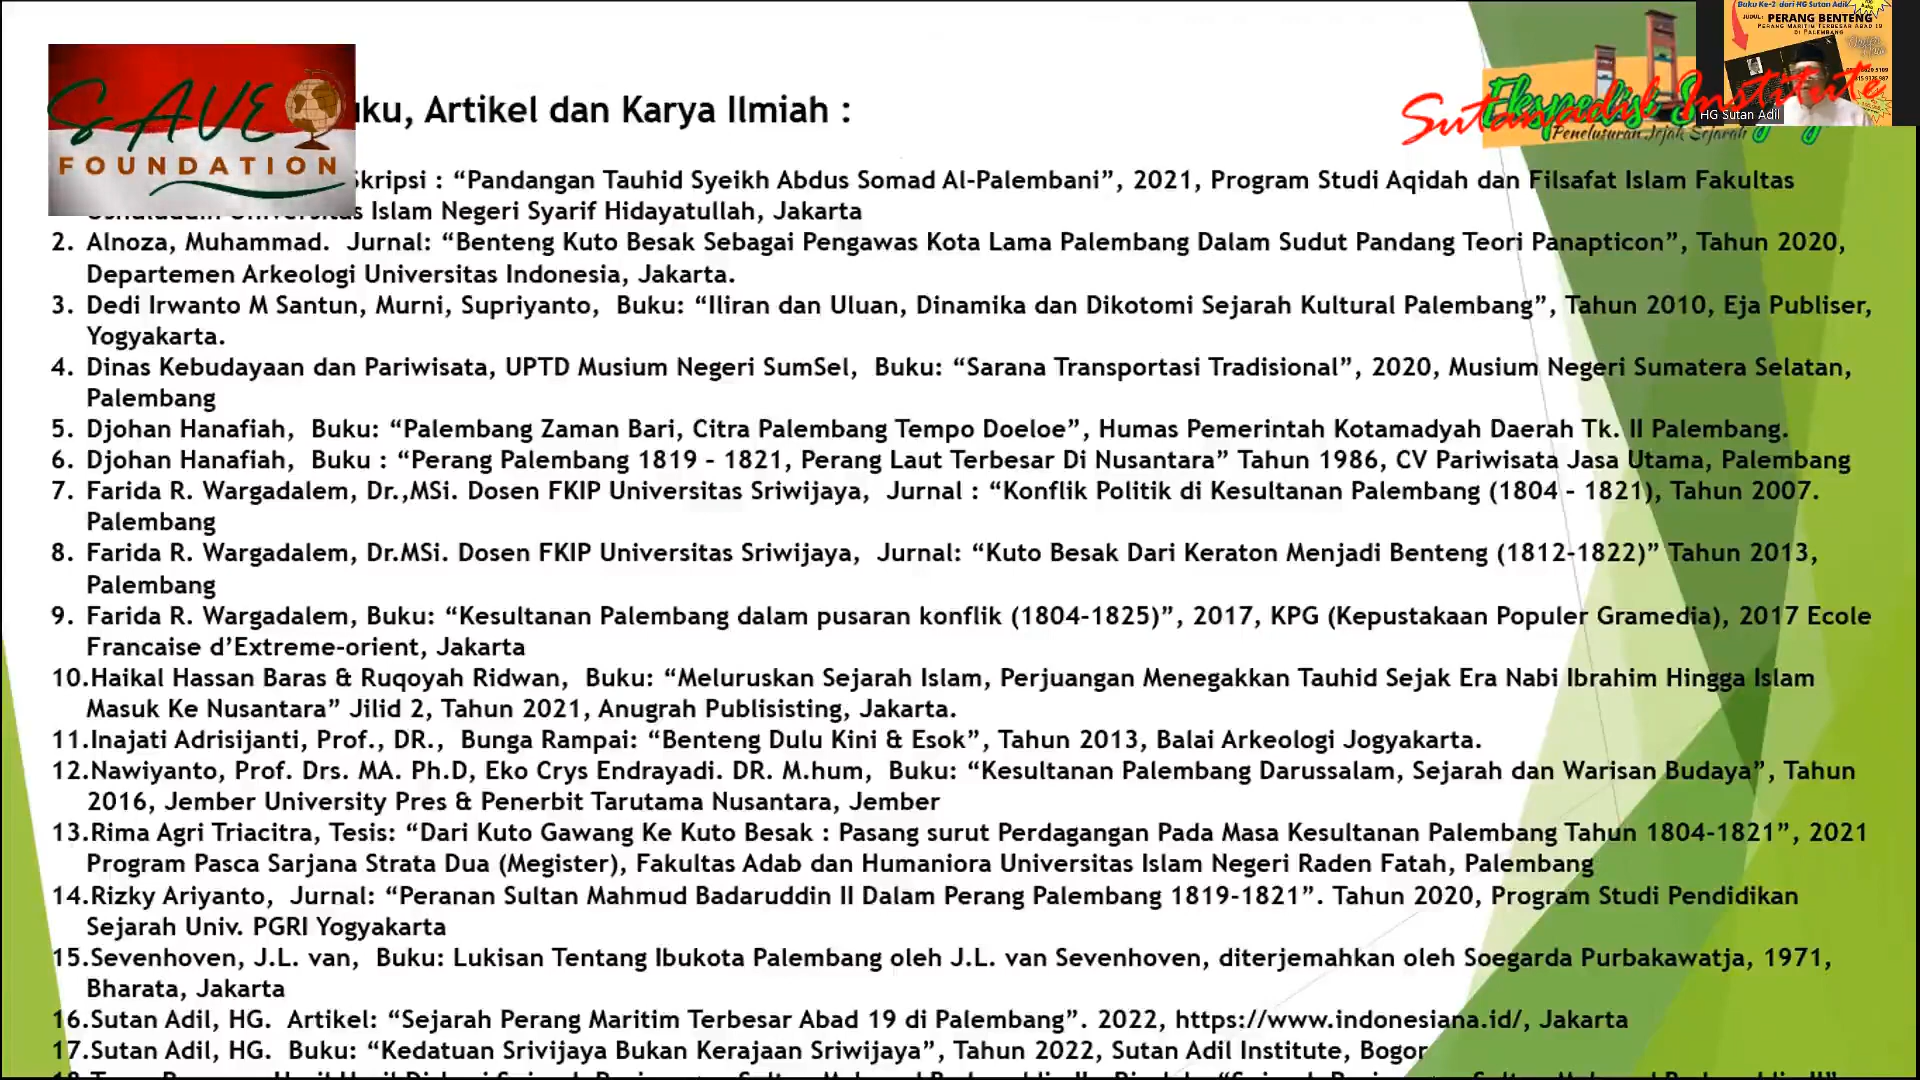 Buku Ke-2 dari HG Sutan Adil
JUDUL: PERANG BENTENG
PERANG MARITIM TERBESAR ABAD 19
DI PALEMBANG
HG Sutan Adil
Sutanadil Institute
Penelusuran Jejak Sejarah
SAVE
FOUNDATION
uku, Artikel dan Karya Ilmiah :
Skripsi : “Pandangan Tauhid Syeikh Abdus Somad Al-Palembani”, 2021, Program Studi Aqidah dan Filsafat Islam Fakultas
Islam Negeri Syarif Hidayatullah, Jakarta
2. Alnoza, Muhammad. Jurnal: “Benteng Kuto Besak Sebagai Pengawas Kota Lama Palembang Dalam Sudut Pandang Teori Panapticon”, Tahun 2020,
Departemen Arkeologi Universitas Indonesia, Jakarta.
3. Dedi Irwanto M Santun, Murni, Supriyanto, Buku: “Iliran dan Uluan, Dinamika dan Dikotomi Sejarah Kultural Palembang”, Tahun 2010, Eja Publiser,
Yogyakarta.
4. Dinas Kebudayaan dan Pariwisata, UPTD Musium Negeri SumSel, Buku: “Sarana Transportasi Tradisional”, 2020, Musium Negeri Sumatera Selatan,
Palembang
5. Djohan Hanafiah, Buku: “Palembang Zaman Bari, Citra Palembang Tempo Doeloe”, Humas Pemerintah Kotamadyah Daerah Tk. II Palembang.
6. Djohan Hanafiah, Buku : “Perang Palembang 1819 – 1821, Perang Laut Terbesar Di Nusantara” Tahun 1986, CV Pariwisata Jasa Utama, Palembang
7. Farida R. Wargadalem, Dr.,MSi. Dosen FKIP Universitas Sriwijaya, Jurnal : “Konflik Politik di Kesultanan Palembang (1804 – 1821), Tahun 2007.
Palembang
8. Farida R. Wargadalem, Dr.MSi. Dosen FKIP Universitas Sriwijaya, Jurnal: “Kuto Besak Dari Keraton Menjadi Benteng (1812-1822)” Tahun 2013,
Palembang
9. Farida R. Wargadalem, Buku: “Kesultanan Palembang dalam pusaran konflik (1804-1825)”, 2017, KPG (Kepustakaan Populer Gramedia), 2017 Ecole
Francaise d’Extreme-orient, Jakarta
10.Haikal Hassan Baras & Ruqoyah Ridwan, Buku: “Meluruskan Sejarah Islam, Perjuangan Menegakkan Tauhid Sejak Era Nabi Ibrahim Hingga Islam
Masuk Ke Nusantara” Jilid 2, Tahun 2021, Anugrah Publisisting, Jakarta.
11.Inajati Adrisijanti, Prof., DR., Bunga Rampai: “Benteng Dulu Kini & Esok”, Tahun 2013, Balai Arkeologi Jogyakarta.
12.Nawiyanto, Prof. Drs. MA. Ph.D, Eko Crys Endrayadi. DR. M.hum, Buku: “Kesultanan Palembang Darussalam, Sejarah dan Warisan Budaya”, Tahun
2016, Jember University Pres & Penerbit Tarutama Nusantara, Jember
13.Rima Agri Triacitra, Tesis: “Dari Kuto Gawang Ke Kuto Besak : Pasang surut Perdagangan Pada Masa Kesultanan Palembang Tahun 1804-1821”, 2021
Program Pasca Sarjana Strata Dua (Megister), Fakultas Adab dan Humaniora Universitas Islam Negeri Raden Fatah, Palembang
14.Rizky Ariyanto, Jurnal: “Peranan Sultan Mahmud Badaruddin II Dalam Perang Palembang 1819-1821”. Tahun 2020, Program Studi Pendidikan
Sejarah Univ. PGRI Yogyakarta
15.Sevenhoven, J.L. van, Buku: Lukisan Tentang Ibukota Palembang oleh J.L. van Sevenhoven, diterjemahkan oleh Soegarda Purbakawatja, 1971,
Bharata, Jakarta
16.Sutan Adil, HG. Artikel: “Sejarah Perang Maritim Terbesar Abad 19 di Palembang”. 2022, https://www.indonesiana.id/, Jakarta
17.Sutan Adil, HG. Buku: “Kedatuan Srivijaya Bukan Kerajaan Sriwijaya”, Tahun 2022, Sutan Adil Institute, Bogor